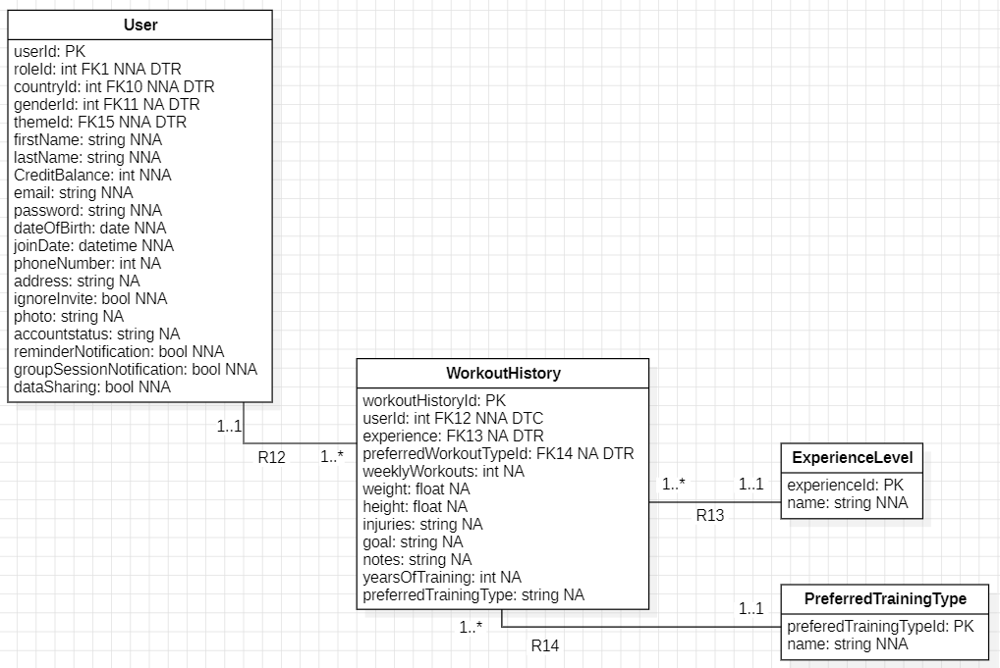 User
userId: PK
roleId: int FK1 NNA DTR
countryId: int FK10 NNA DTR
genderId: int FK11 NA DTR
themeId: FK15 NNA DTR
firstName: string NNA
lastName: string NNA
CreditBalance: int NNA
email: string NNA
password: string NNA
dateOfBirth: date NNA
joinDate: datetime NNA
phoneNumber: int NA
address: string NA
ignoreInvite: bool NNA
photo: string NA
accountstatus: string NA
reminderNotification: bool NNA
groupSessionNotification: bool NNA
dataSharing: bool NNA
1..1
R12
1..*
WorkoutHistory
workoutHistoryId: PK
userId: int FK12 NNA DTC
experience: FK13 NA DTR
preferredWorkoutTypeId: FK14 NA DTR
weeklyWorkouts: int NA
weight: float NA
height: float NA
injuries: string NA
goal: string NA
notes: string NA
yearsOfTraining: int NA
preferredTrainingType: string NA
1..*
1..1
R13
ExperienceLevel
experienceId: PK
name: string NNA
1..*
1..1
R14
PreferredTrainingType
preferedTrainingTypeId: PK
name: string NNA